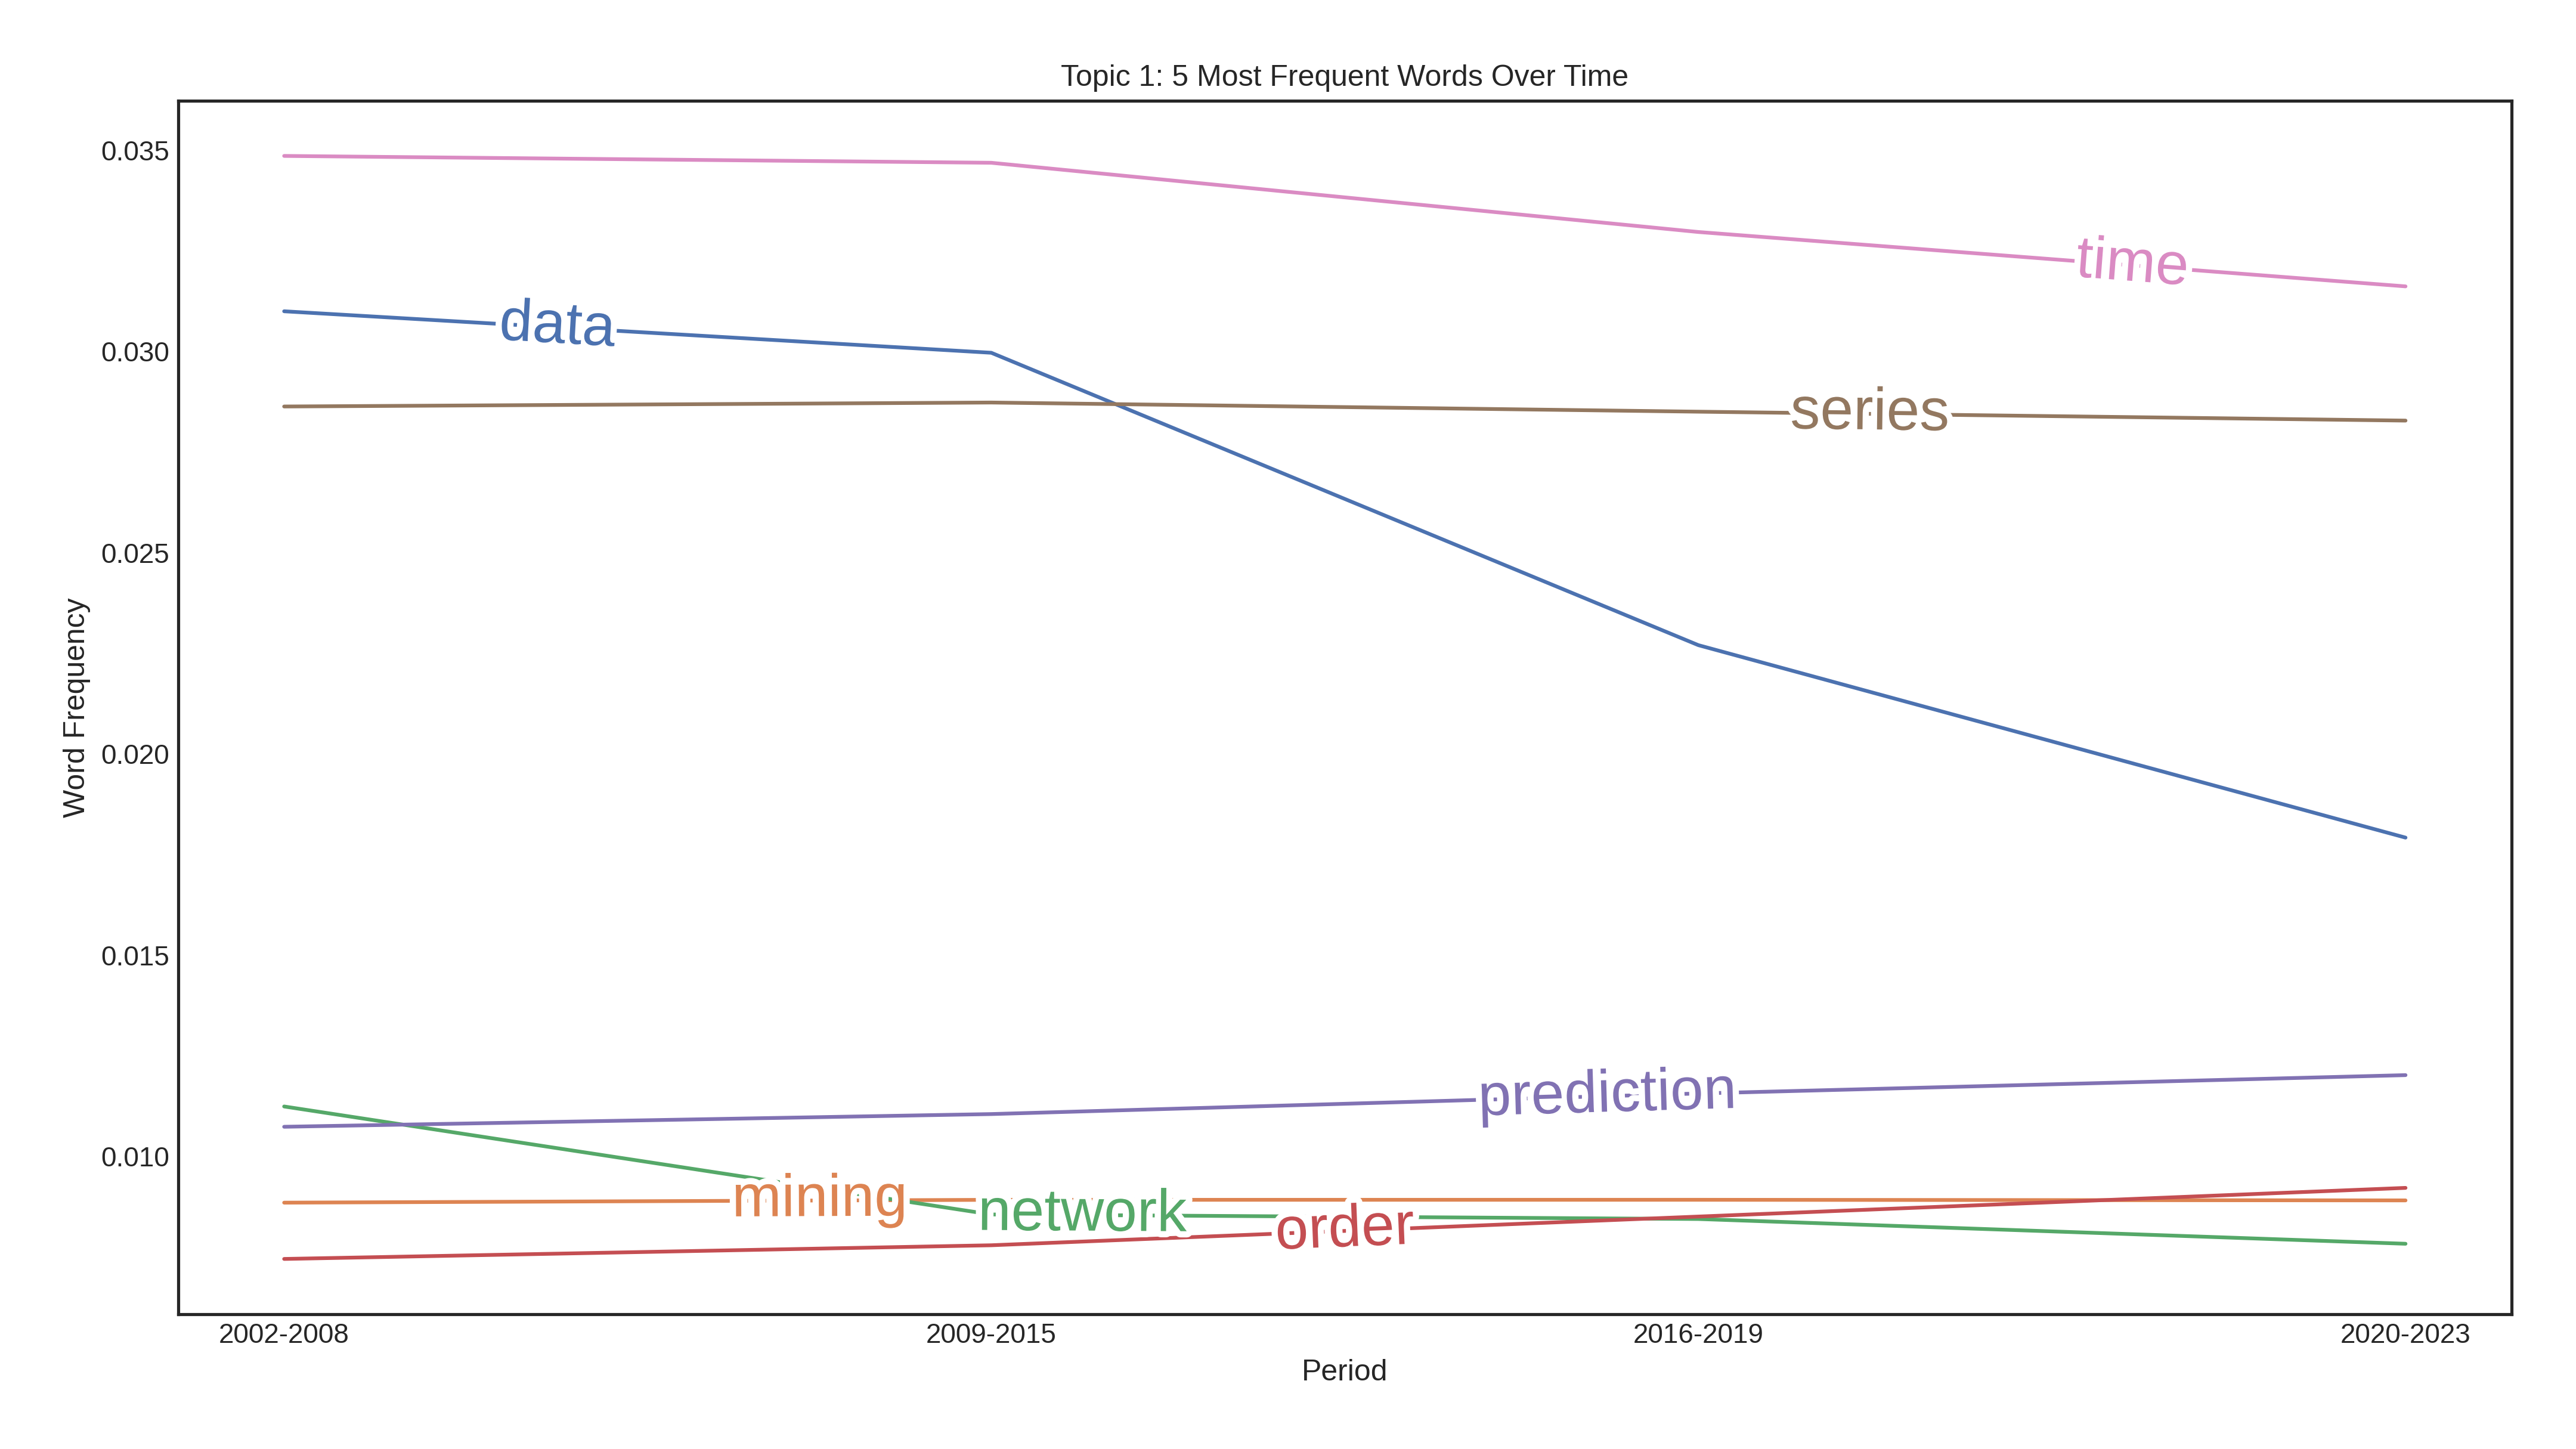 Topic 1: 5 Most Frequent Words Over Time
0.035
time
data
0.030
series
0.025
Word Frequency
0.020
0.015
prediction
0.010
mining
network
order
2002-2008 2009-2015 2016-2019 2020-2023
Period